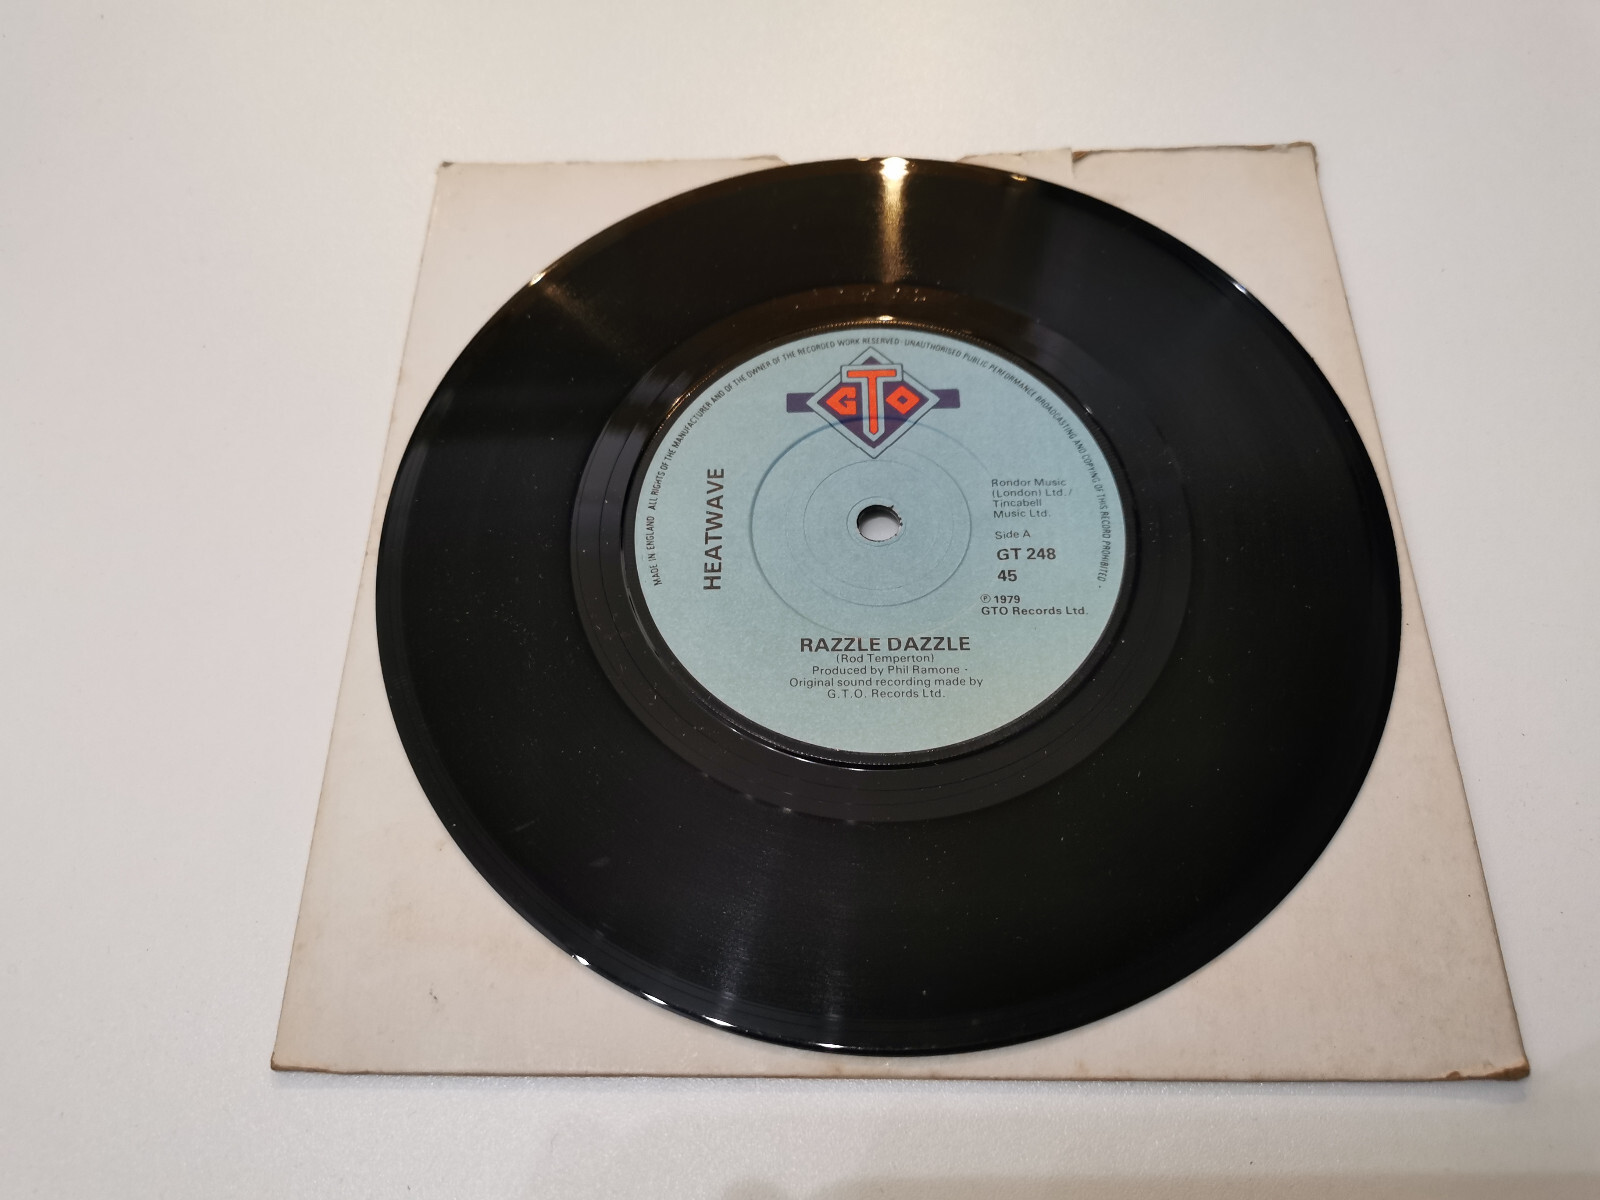 MADE IN ENGLAND ALL RIGHTS OF THE MANUFACTURER AND OF THE OWNER OF THE RECORDED WORK RESERVED · UNAUTHORISED PUBLIC PERFORMANCE BROADCASTING AND COPYING OF THIS RECORD PROHIBITED -
GTO
HEATWAVE
Rondor Music
(London) Ltd./
Tincabell
Music Ltd.
Side A
GT 248
45
℗ 1979
GTO Records Ltd.
RAZZLE DAZZLE
(Rod Temperton)
Produced by Phil Ramone -
Original sound recording made by
G.T.O. Records Ltd.